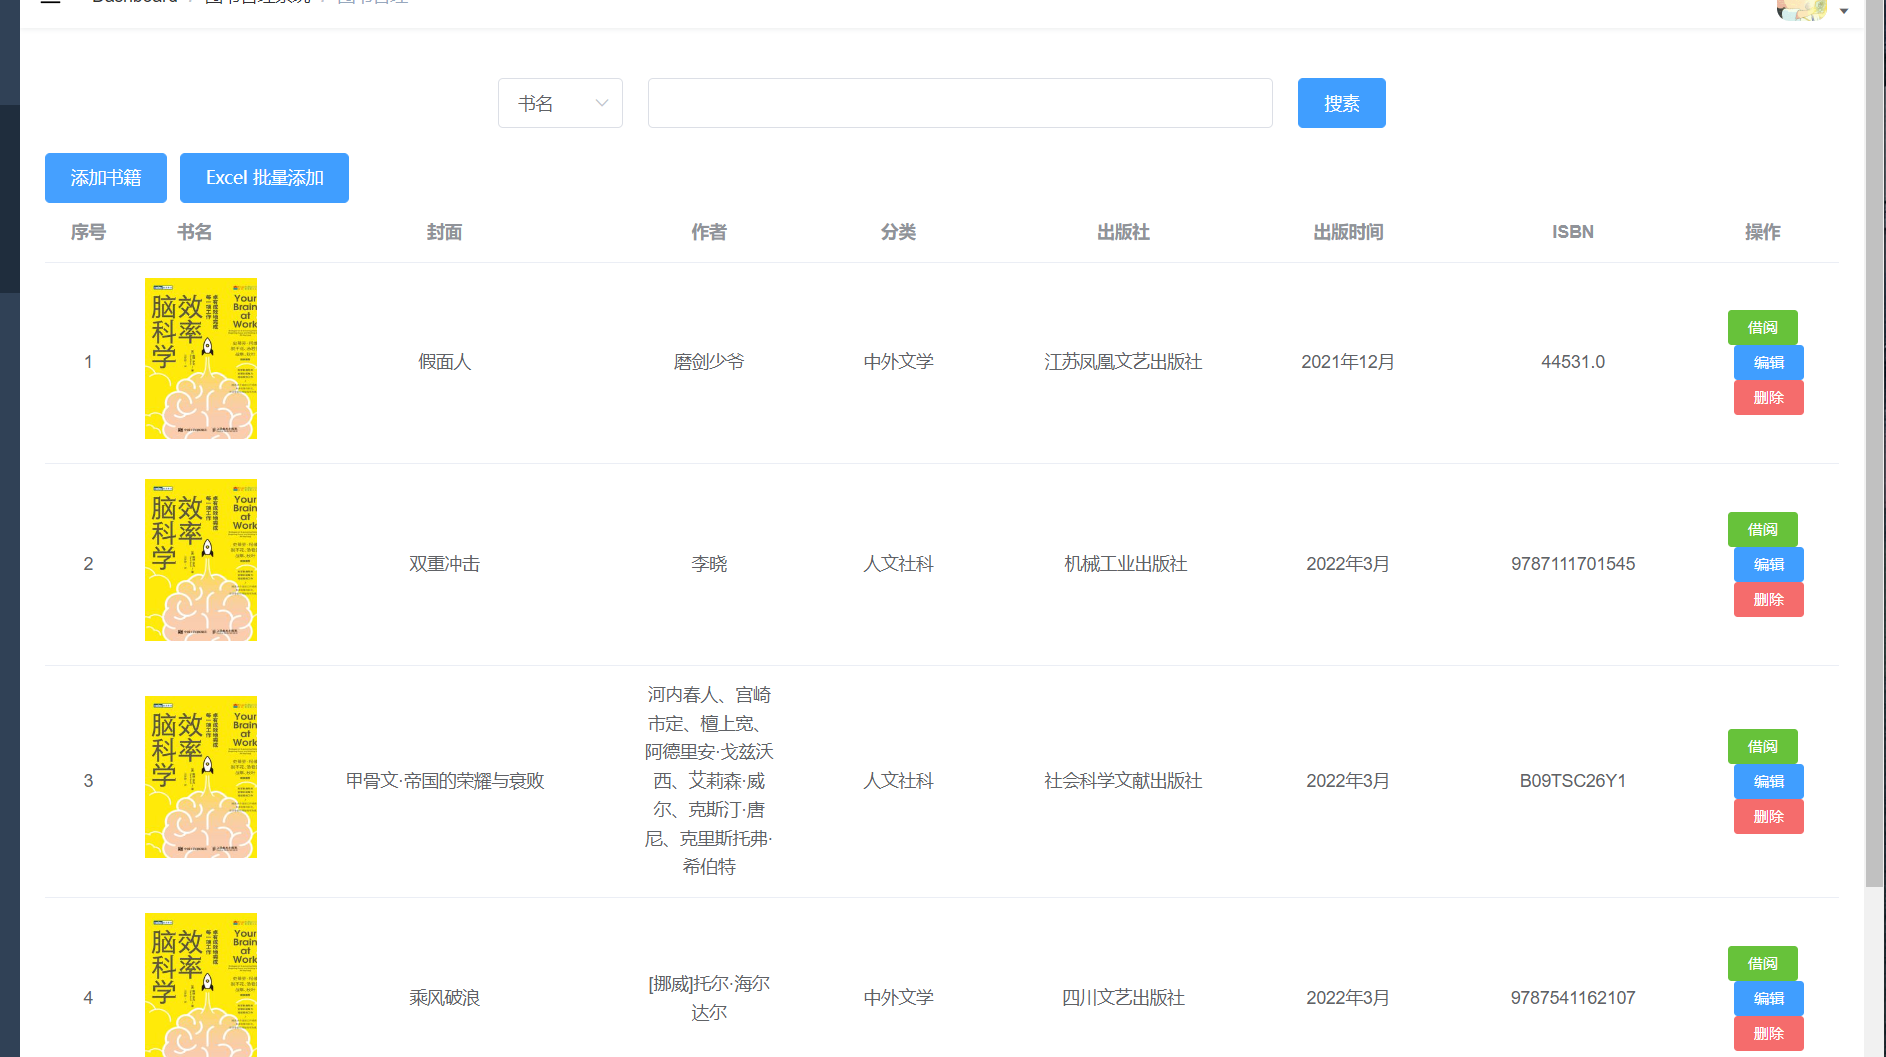 Dashboard / 图书管理系统 / 图书管理
书名
搜素
添加书籍
Excel 批量添加
序号 书名 封面 作者 分类 出版社 出版时间 ISBN 操作
脑科学
效率
Your
Brain
at
Work
1 假面人 磨剑少爷 中外文学 江苏凤凰文艺出版社 2021年12月 44531.0
借阅
编辑
删除
脑科学
效率
Your
Brain
at
Work
2 双重冲击 李晓 人文社科 机械工业出版社 2022年3月 9787111701545
借阅
编辑
删除
脑科学
效率
Your
Brain
at
Work
3 甲骨文·帝国的荣耀与衰败
河内春人、宫崎
市定、檀上宽、
阿德里安·戈兹沃
西、艾莉森·威
尔、克斯汀·唐
尼、克里斯托弗·
希伯特
人文社科 社会科学文献出版社 2022年3月 B09TSC26Y1
借阅
编辑
删除
脑科学
效率
Your
Brain
at
Work
4 乘风破浪
[挪威]托尔·海尔
达尔
中外文学 四川文艺出版社 2022年3月 9787541162107
借阅
编辑
删除